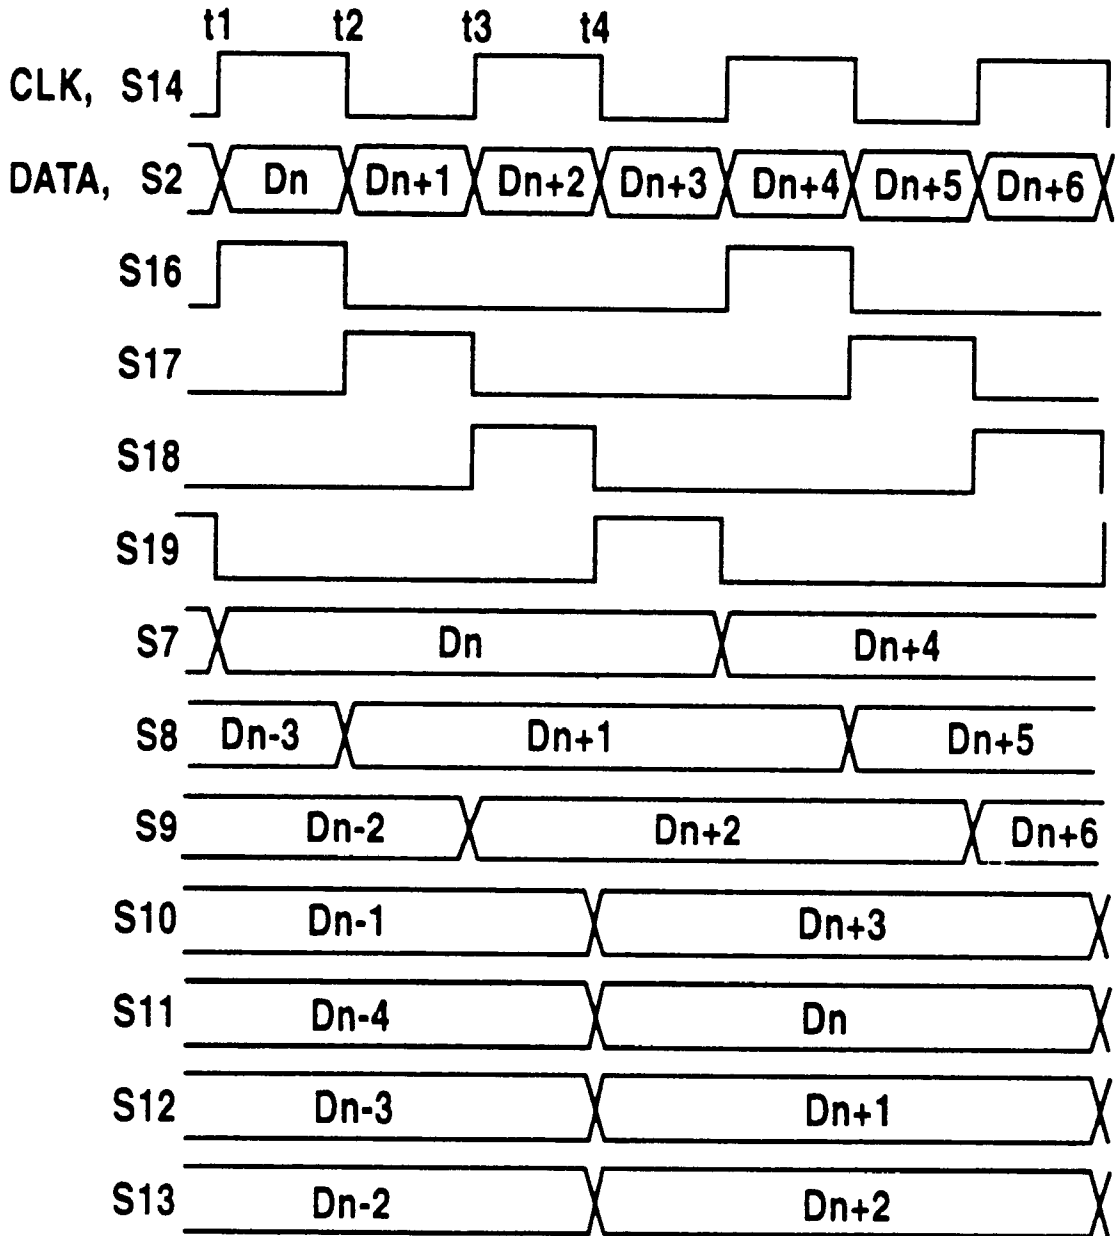 t1 t2 t3 t4
CLK, S14
DATA, S2 Dn Dn+1 Dn+2 Dn+3 Dn+4 Dn+5 Dn+6
S16
S17
S18
S19
S7 Dn Dn+4
S8 Dn-3 Dn+1 Dn+5
S9 Dn-2 Dn+2 Dn+6
S10 Dn-1 Dn+3
S11 Dn-4 Dn
S12 Dn-3 Dn+1
S13 Dn-2 Dn+2